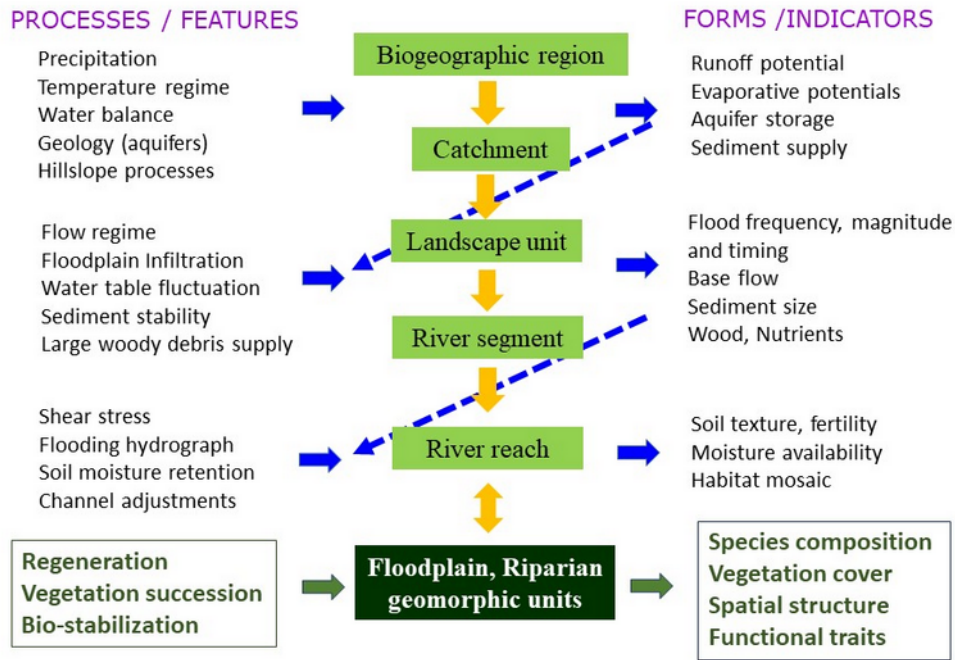 PROCESSES / FEATURES
FORMS /INDICATORS
Precipitation
Temperature regime
Water balance
Geology (aquifers)
Hillslope processes
Biogeographic region
Catchment
Runoff potential
Evaporative potentials
Aquifer storage
Sediment supply
Flow regime
Floodplain Infiltration
Water table fluctuation
Sediment stability
Large woody debris supply
Landscape unit
River segment
Flood frequency, magnitude
and timing
Base flow
Sediment size
Wood, Nutrients
Shear stress
Flooding hydrograph
Soil moisture retention
Channel adjustments
River reach
Soil texture, fertility
Moisture availability
Habitat mosaic
Regeneration
Vegetation succession
Bio-stabilization
Floodplain, Riparian
geomorphic units
Species composition
Vegetation cover
Spatial structure
Functional traits